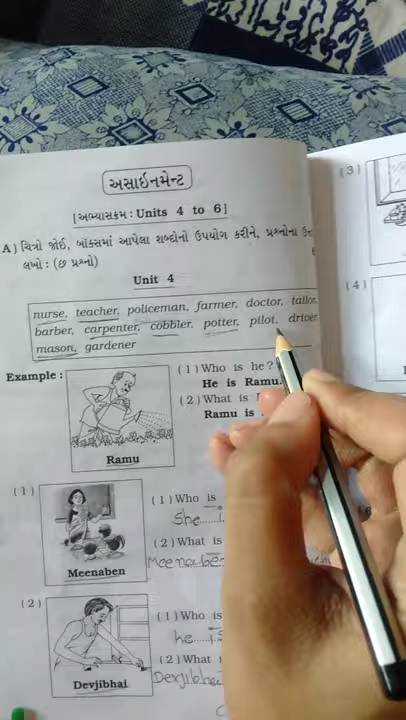 અસાઇનમેન્ટ
[અભ્યાસક્રમ : Units 4 to 6]
A) ચિત્રો જોઈ, બૉક્સમાં આપેલા શબ્દોનો ઉપયોગ કરીને, પ્રશ્નોના
લખો : (છ પ્રશ્નો)
Unit 4
nurse, teacher, policeman, farmer, doctor, tailor,
barber, carpenter, cobbler, potter, pilot, driver
mason, gardener
Example :
(1) Who is he?
He is Ramu.
(2) What is
Ramu is
Ramu
(1)
(1) Who is
She
(2) What is
Meenaben
(2)
(1) Who is
he is
(2) What
Devjibhai
(3)
(4)